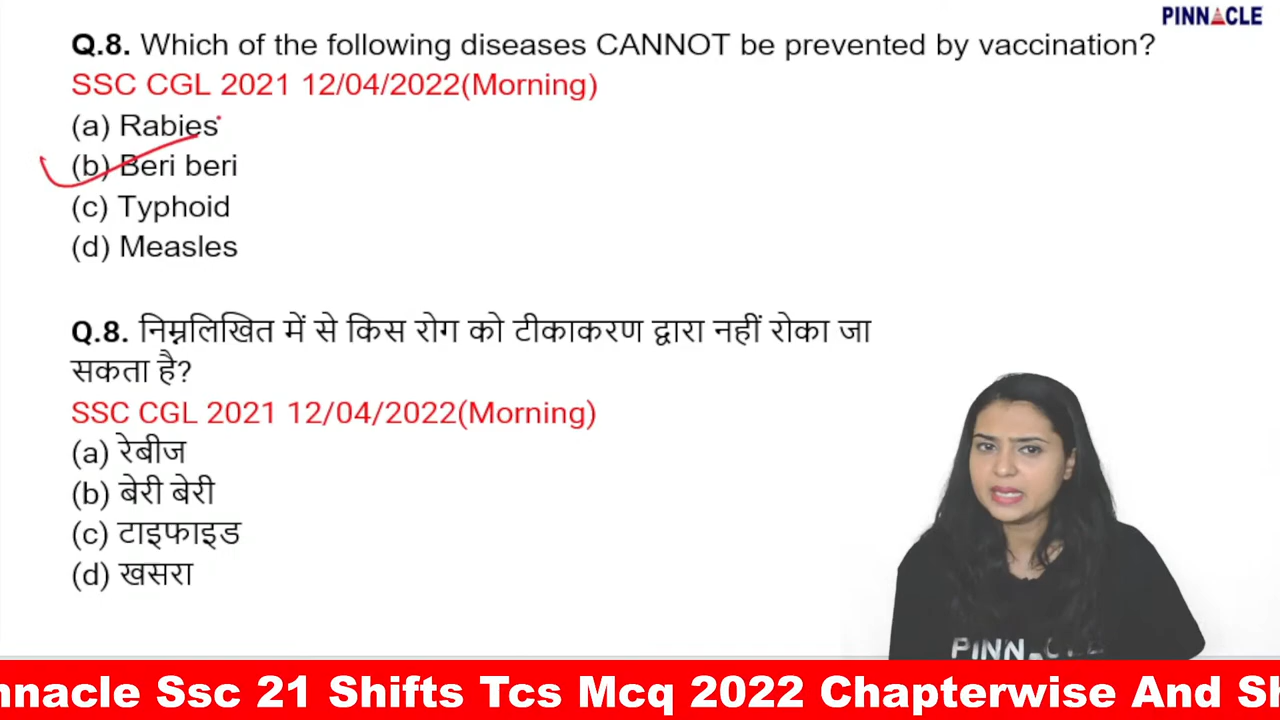 PINNACLE
Q.8. Which of the following diseases CANNOT be prevented by vaccination?
SSC CGL 2021 12/04/2022(Morning)
(a) Rabies
(b) Beri beri
(c) Typhoid
(d) Measles
Q.8. निम्नलिखित में से किस रोग को टीकाकरण द्वारा नहीं रोका जा
सकता है?
SSC CGL 2021 12/04/2022(Morning)
(a) रेबीज
(b) बेरी बेरी
(c) टाइफाइड
(d) खसरा
PINN CLE
nnacle Ssc 21 Shifts Tcs Mcq 2022 Chapterwise And Sh